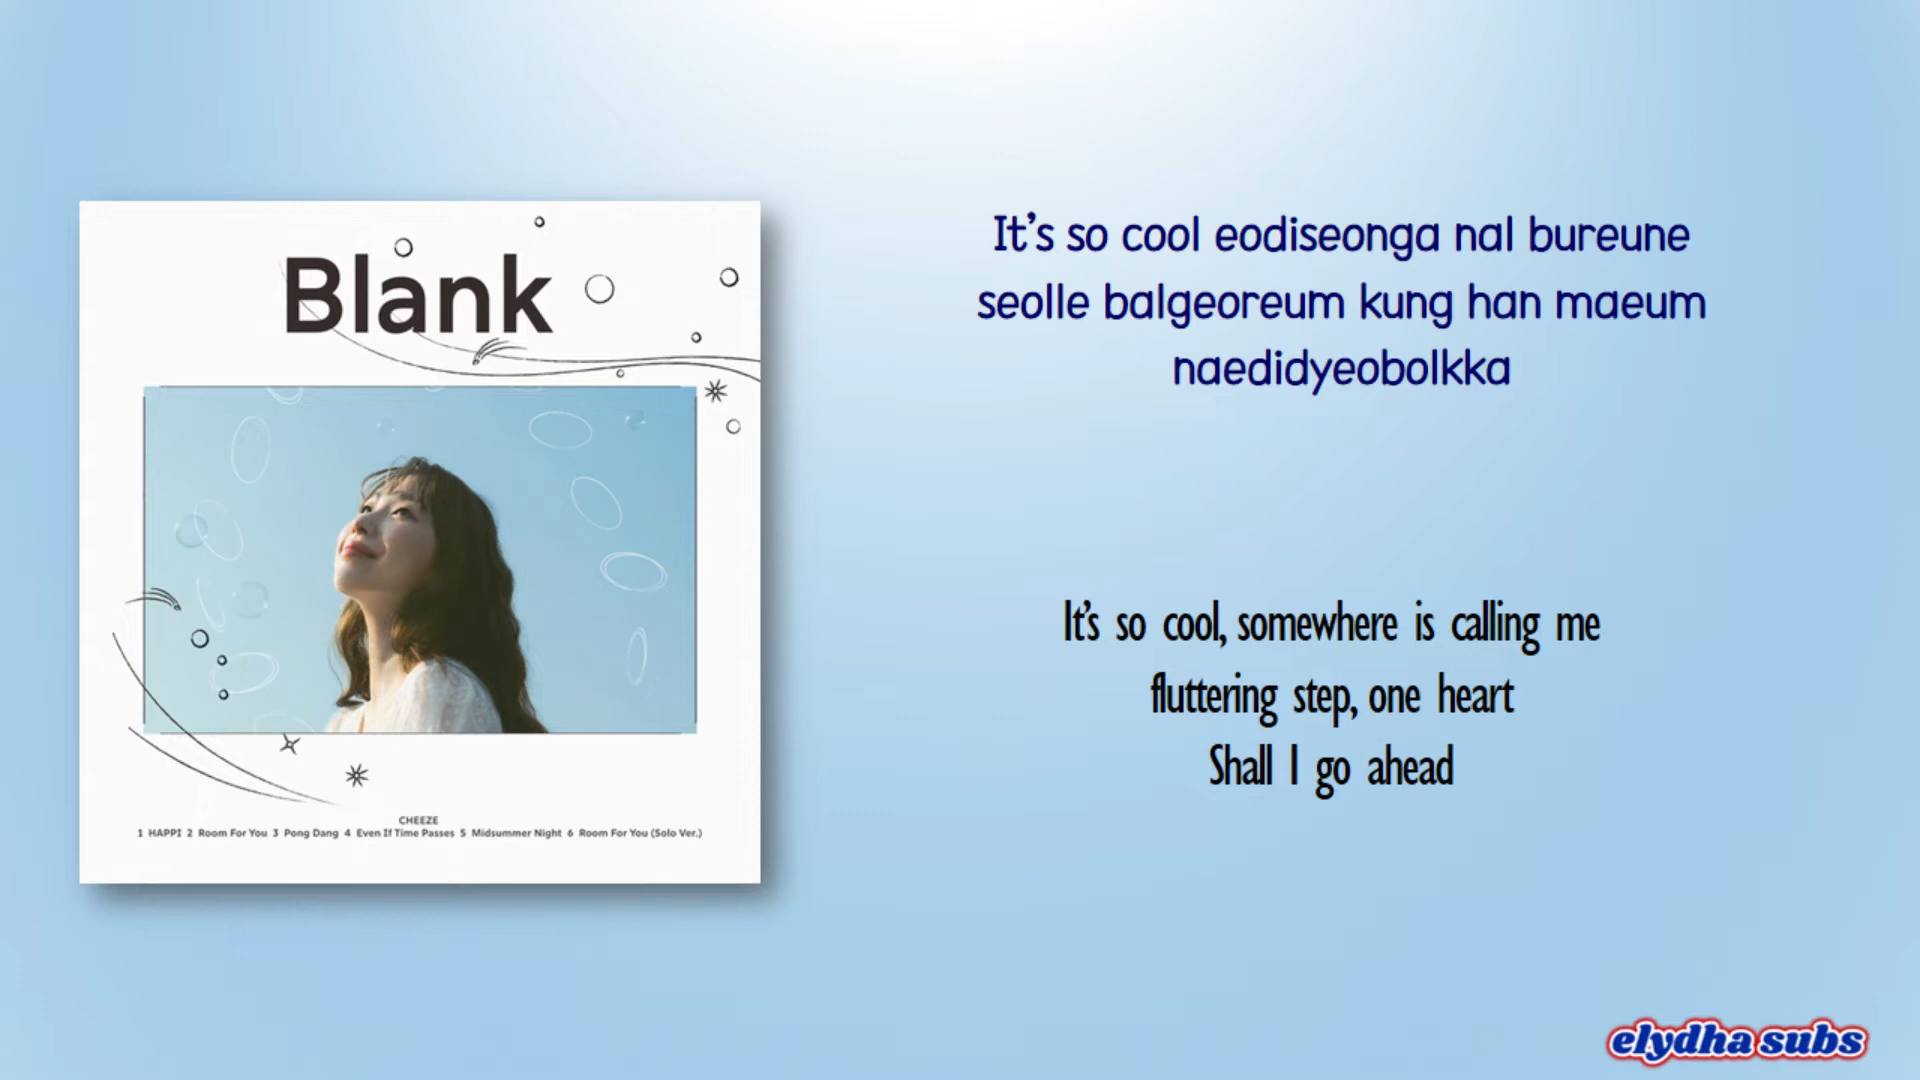 Blank
CHEEZE
1 HAPPI 2 Room For You 3 Pong Dang 4 Even If Time Passes 5 Midsummer Night 6 Room For You (Solo Ver.)
It's so cool eodiseonga nal bureune
seolle balgeoreum kung han maeum
naedidyeobolkka
It's so cool, somewhere is calling me
fluttering step, one heart
Shall I go ahead
elydha subs